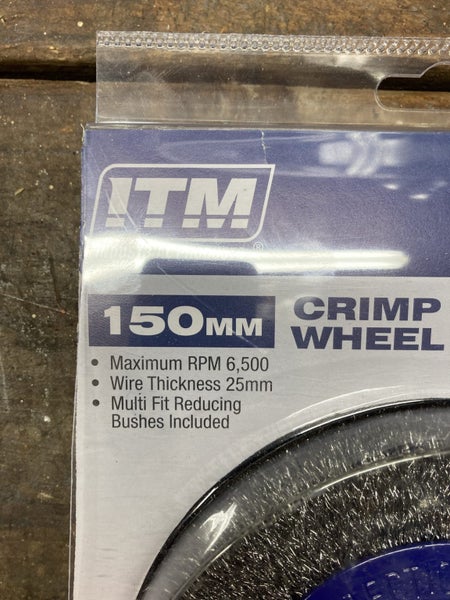 ITM®
150MM
CRIMP
WHEEL
• Maximum RPM 6,500
• Wire Thickness 25mm
• Multi Fit Reducing
Bushes Included